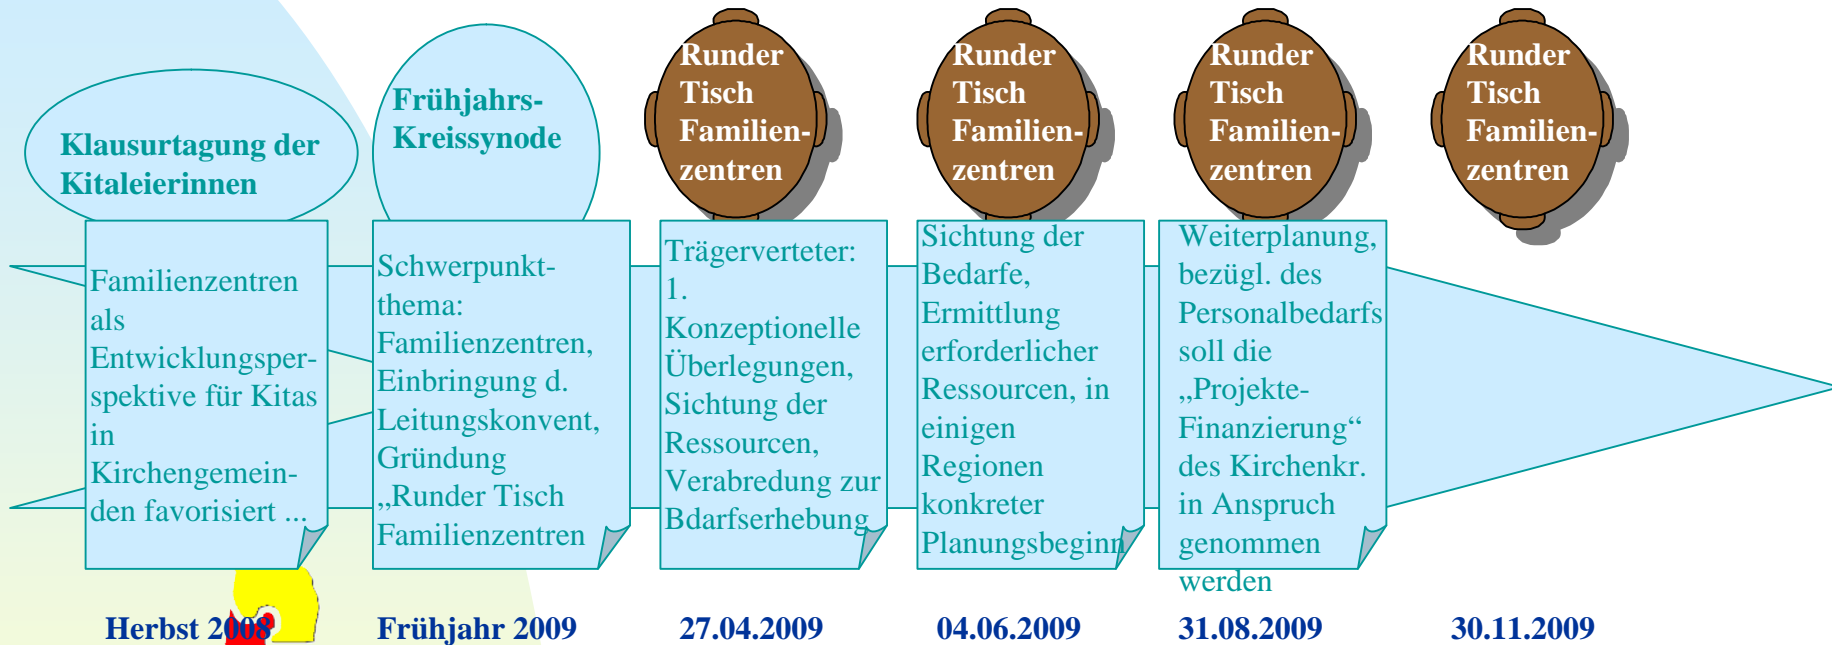 Klausurtagung der
Kitaleierinnen
Familienzentren
als
Entwicklungsper-
spektive für Kitas
in
Kirchengemein-
den favorisiert ...
Herbst 2008
Frühjahrs-
Kreissynode
Schwerpunkt-
thema:
Familienzentren,
Einbringung d.
Leitungskonvent,
Gründung
„Runder Tisch
Familienzentren
Frühjahr 2009
Runder
Tisch
Familien-
zentren
Trägerverteter:
1.
Konzeptionelle
Überlegungen,
Sichtung der
Ressourcen,
Verabredung zur
Bdarfserhebung
27.04.2009
Runder
Tisch
Familien-
zentren
Sichtung der
Bedarfe,
Ermittlung
erforderlicher
Ressourcen, in
einigen
Regionen
konkreter
Planungsbeginn
04.06.2009
Runder
Tisch
Familien-
zentren
Weiterplanung,
bezügl. des
Personalbedarfs
soll die
„Projekte-
Finanzierung“
des Kirchenkr.
in Anspruch
genommen
werden
31.08.2009
Runder
Tisch
Familien-
zentren
30.11.2009